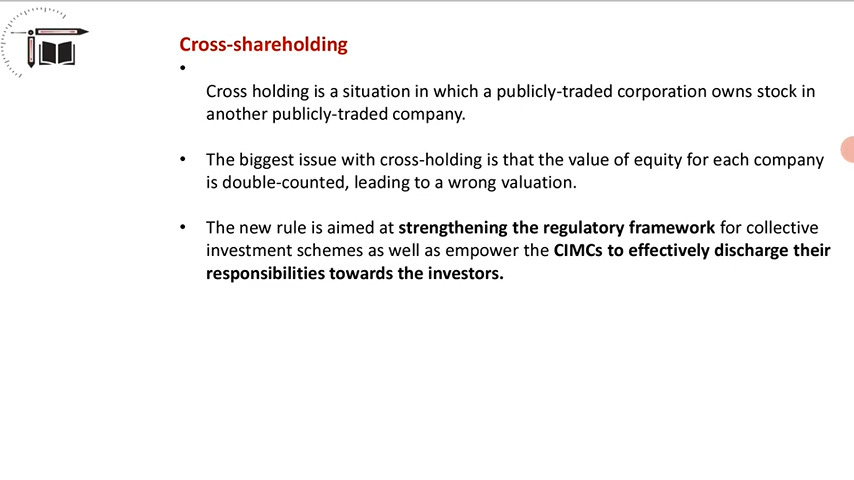 Cross-shareholding
•
Cross holding is a situation in which a publicly-traded corporation owns stock in
another publicly-traded company.
• The biggest issue with cross-holding is that the value of equity for each company
is double-counted, leading to a wrong valuation.
• The new rule is aimed at strengthening the regulatory framework for collective
investment schemes as well as empower the CIMCs to effectively discharge their
responsibilities towards the investors.